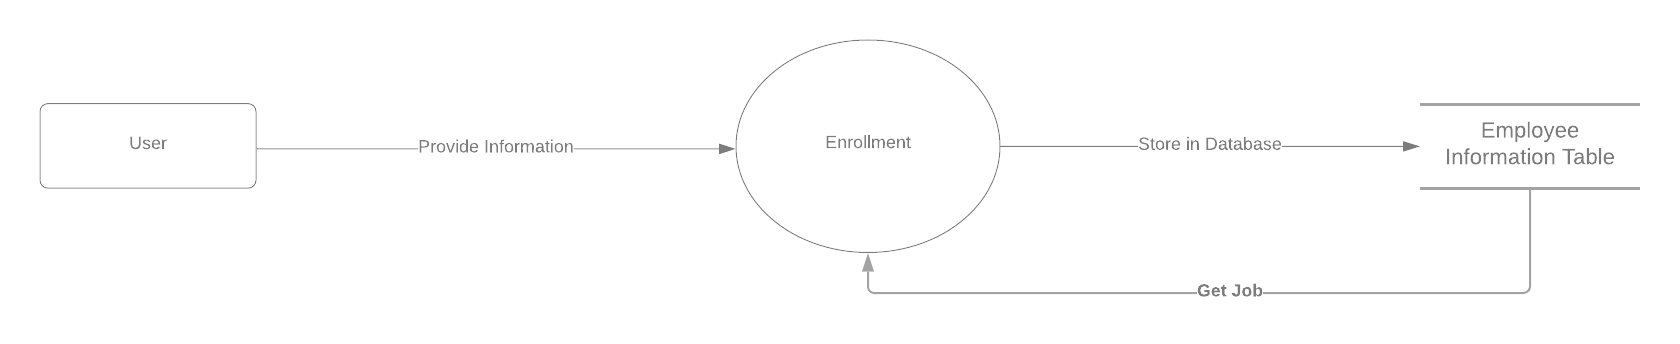 User
Provide Information
Enrollment
Store in Database
Employee
Information Table
Get Job